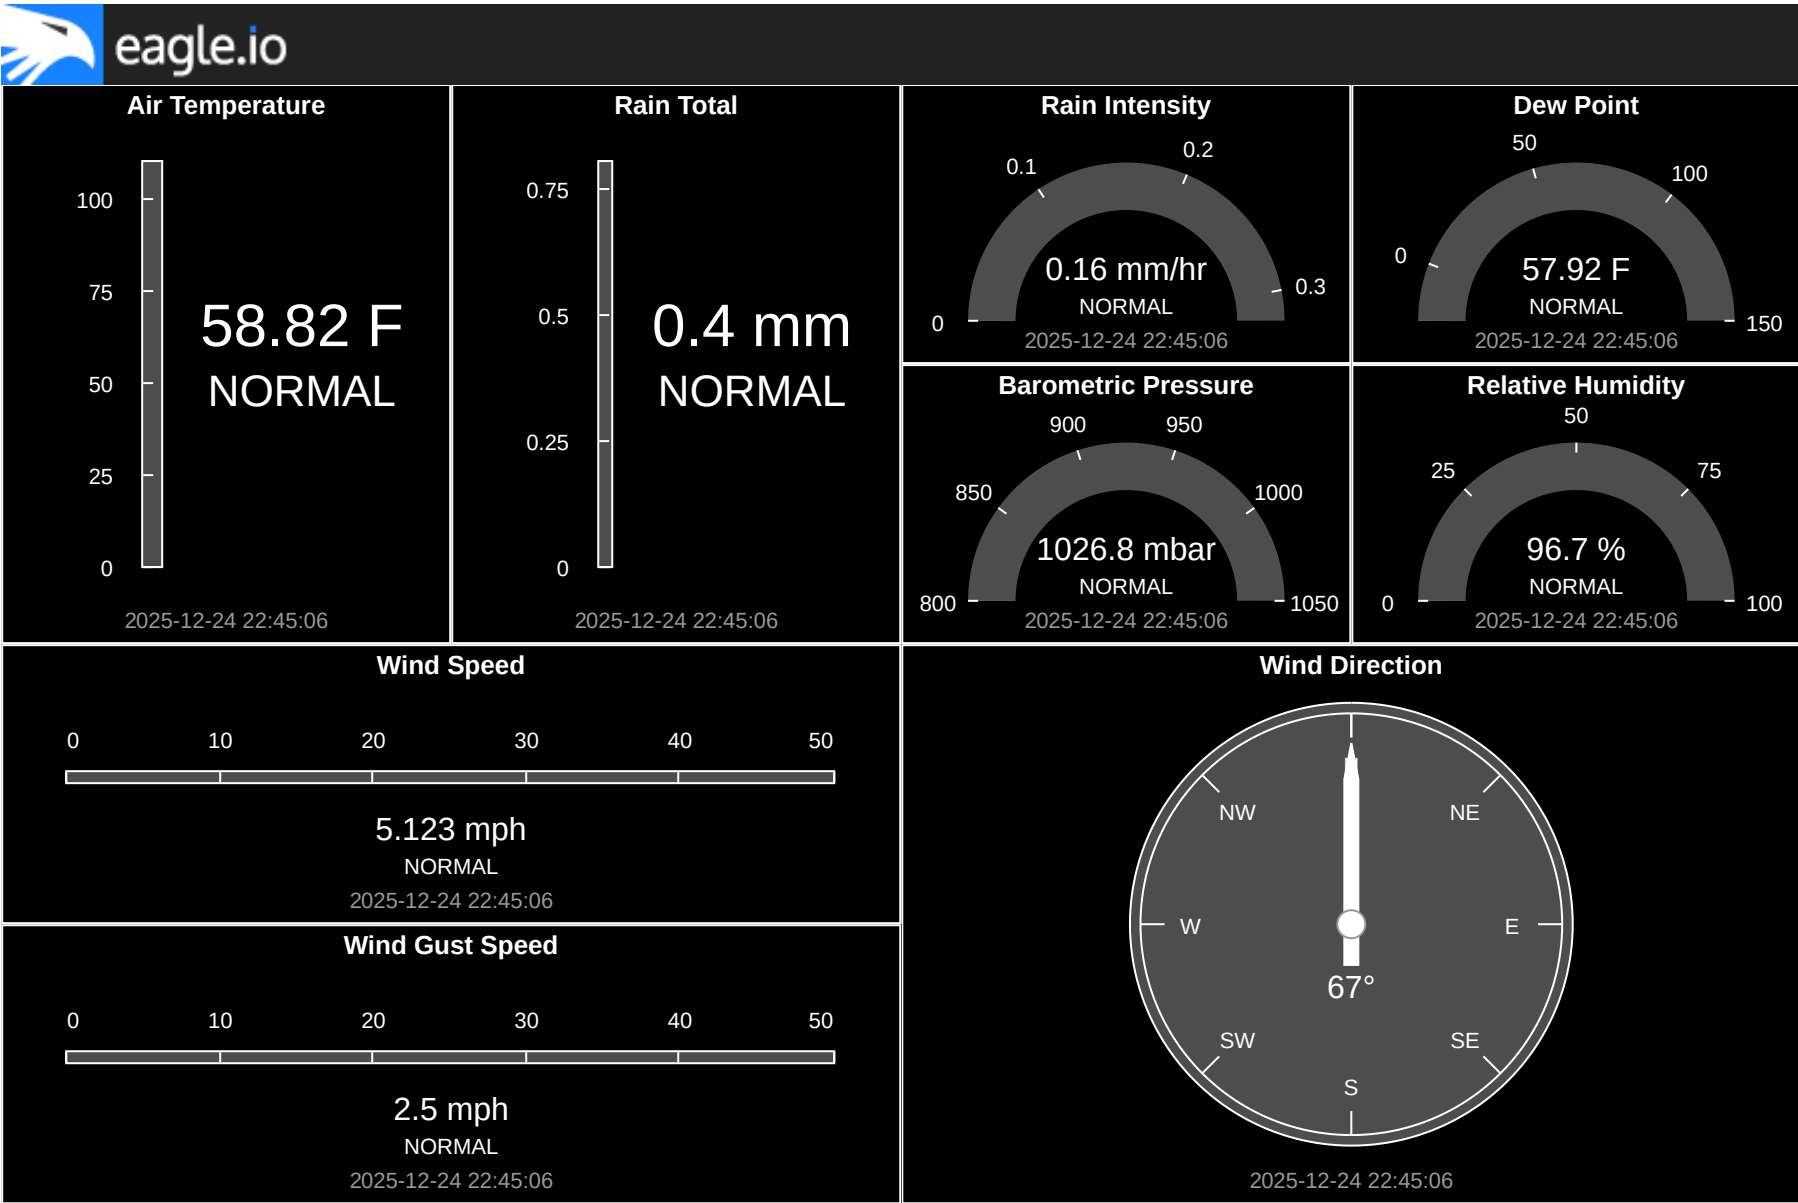 eagle.io
Air Temperature
100
75
50
25
0
58.82 F
NORMAL
2025-12-24 22:45:06
Rain Total
0.75
0.5
0.25
0
0.4 mm
NORMAL
2025-12-24 22:45:06
Rain Intensity
0
0.1
0.2
0.3
0.16 mm/hr
NORMAL
2025-12-24 22:45:06
Dew Point
0
50
100
150
57.92 F
NORMAL
2025-12-24 22:45:06
Barometric Pressure
800
850
900
950
1000
1050
1026.8 mbar
NORMAL
2025-12-24 22:45:06
Relative Humidity
0
25
50
75
100
96.7 %
NORMAL
2025-12-24 22:45:06
Wind Speed
0 10 20 30 40 50
5.123 mph
NORMAL
2025-12-24 22:45:06
Wind Gust Speed
0 10 20 30 40 50
2.5 mph
NORMAL
2025-12-24 22:45:06
Wind Direction
NW NE
W E
67°
SW SE
S
2025-12-24 22:45:06